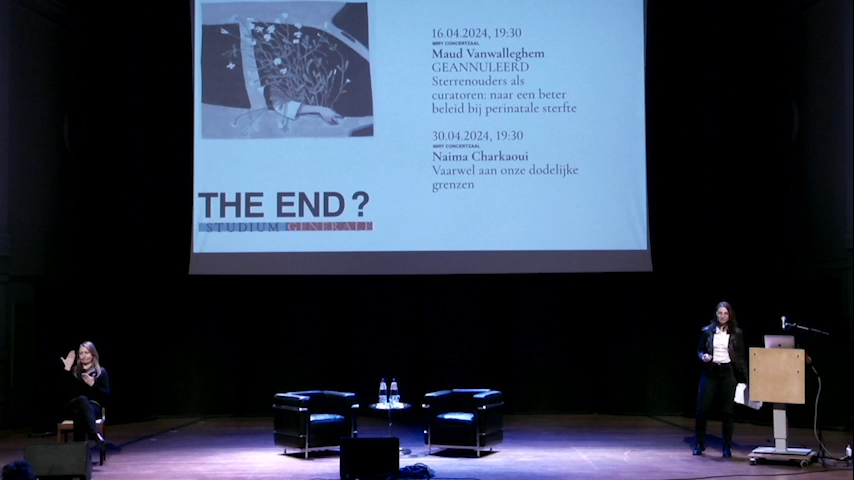 16.04.2024, 19:30
MIRY CONCERTZAAL
Maud Vanwalleghem
GEANNULEERD
Sterrenouders als
curatoren: naar een beter
beleid bij perinatale sterfte
30.04.2024, 19:30
MIRY CONCERTZAAL
Naima Charkaoui
Vaarwel aan onze dodelijke
grenzen
THE END?
STUDIUM GENERALE